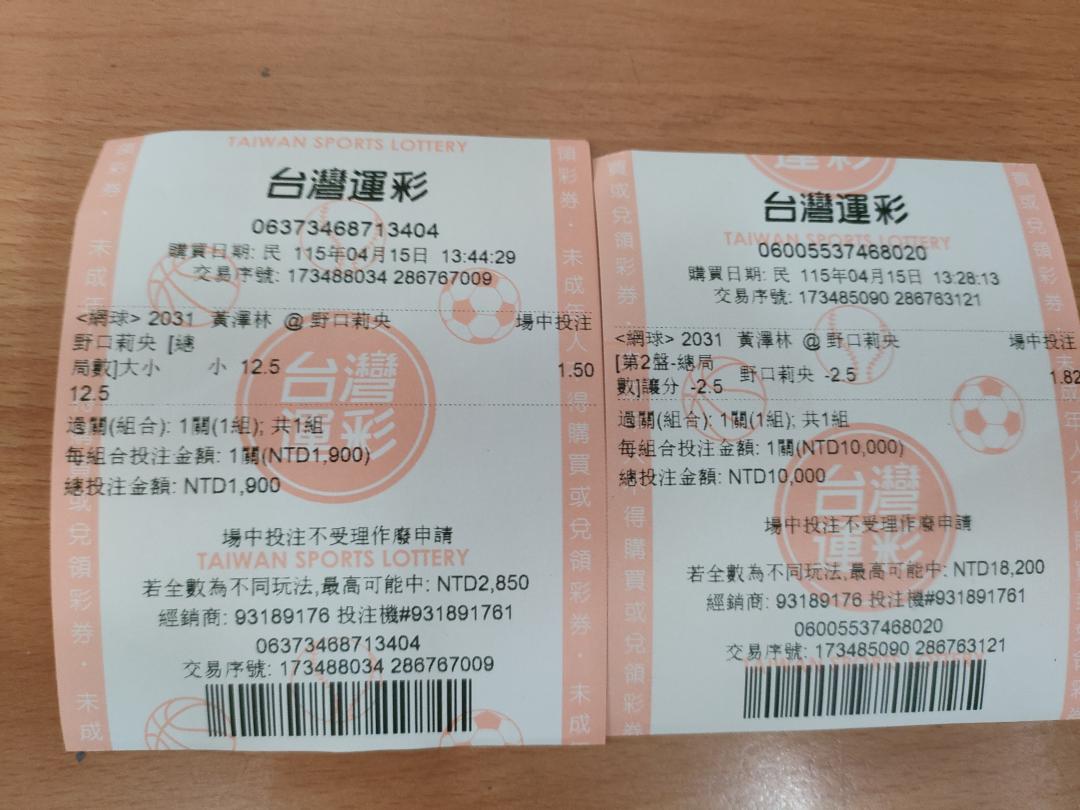 TAIWAN SPORTS LOTTERY
台灣運彩
06373468713404
購買日期: 民 115年04月15日 13:44:29
交易序號: 173488034 286767009
<網球> 2031 黃澤林 @ 野口莉央 場中投注
野口莉央 [總
局數]大小 小 12.5 1.50
12.5
過關(組合): 1關(1組); 共1組
每組合投注金額: 1關(NTD1,900)
總投注金額: NTD1,900
台灣
運彩
場中投注不受理作廢申請
TAIWAN SPORTS LOTTERY
若全數為不同玩法,最高可能中: NTD2,850
經銷商: 93189176 投注機#931891761
06373468713404
交易序號: 173488034 286767009
台灣運彩
TAIWAN SPORTS LOTTERY
06005537468020
購買日期: 民 115年04月15日 13:28:13
交易序號: 173485090 286763121
<網球> 2031 黃澤林 @ 野口莉央 場中投注
[第2盤-總局
數]讓分 -2.5 野口莉央 -2.5 1.82
過關(組合): 1關(1組); 共1組
每組合投注金額: 1關(NTD10,000)
總投注金額: NTD10,000
台灣
運彩
場中投注不受理作廢申請
若全數為不同玩法,最高可能中: NTD18,200
經銷商: 93189176 投注機#931891761
06005537468020
交易序號: 173485090 286763121